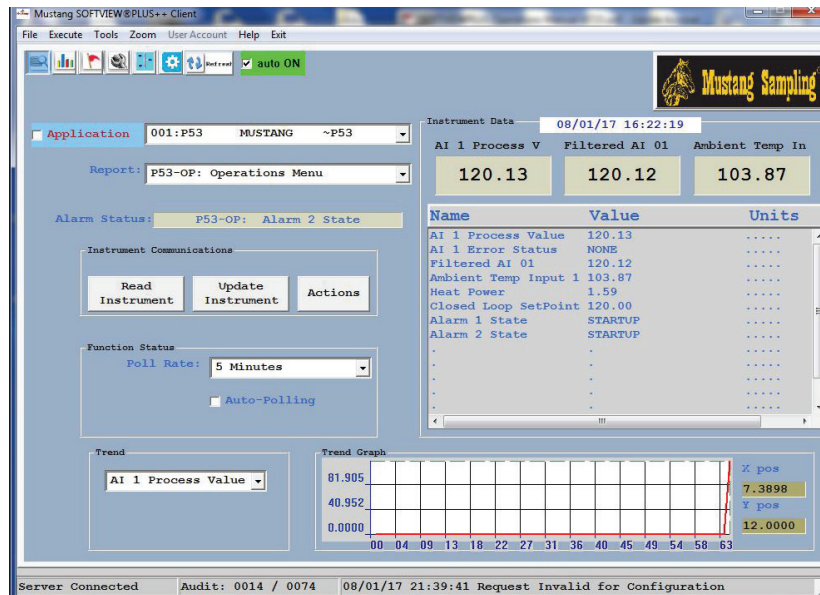 Mustang SOFTVIEW®PLUS++ Client
File Execute Tools Zoom User Account Help Exit
auto ON
Mustang Sampling
Application 001:P53 MUSTANG ~P53
Report: P53-OP: Operations Menu
Alarm Status: P53-OP: Alarm 2 State
Instrument Communications
Read Instrument
Update Instrument
Actions
Function Status
Poll Rate: 5 Minutes
Auto-Polling
Instrument Data 08/01/17 16:22:19
AI 1 Process V Filtered AI 01 Ambient Temp In
120.13 120.12 103.87
Name Value Units
AI 1 Process Value 120.13 .....
AI 1 Error Status NONE .....
Filtered AI 01 120.12 .....
Ambient Temp Input 1 103.87 .....
Heat Power 1.59 .....
Closed Loop SetPoint 120.00 .....
Alarm 1 State STARTUP .....
Alarm 2 State STARTUP .....
. . .....
. . .....
. . .....
. . .....
Trend
AI 1 Process Value
Trend Graph
81.905
40.952
0.0000
00 04 09 13 18 22 27 31 36 40 45 49 54 58 63
X pos
7.3898
Y pos
12.0000
Server Connected Audit: 0014 / 0074 08/01/17 21:39:41 Request Invalid for Configuration